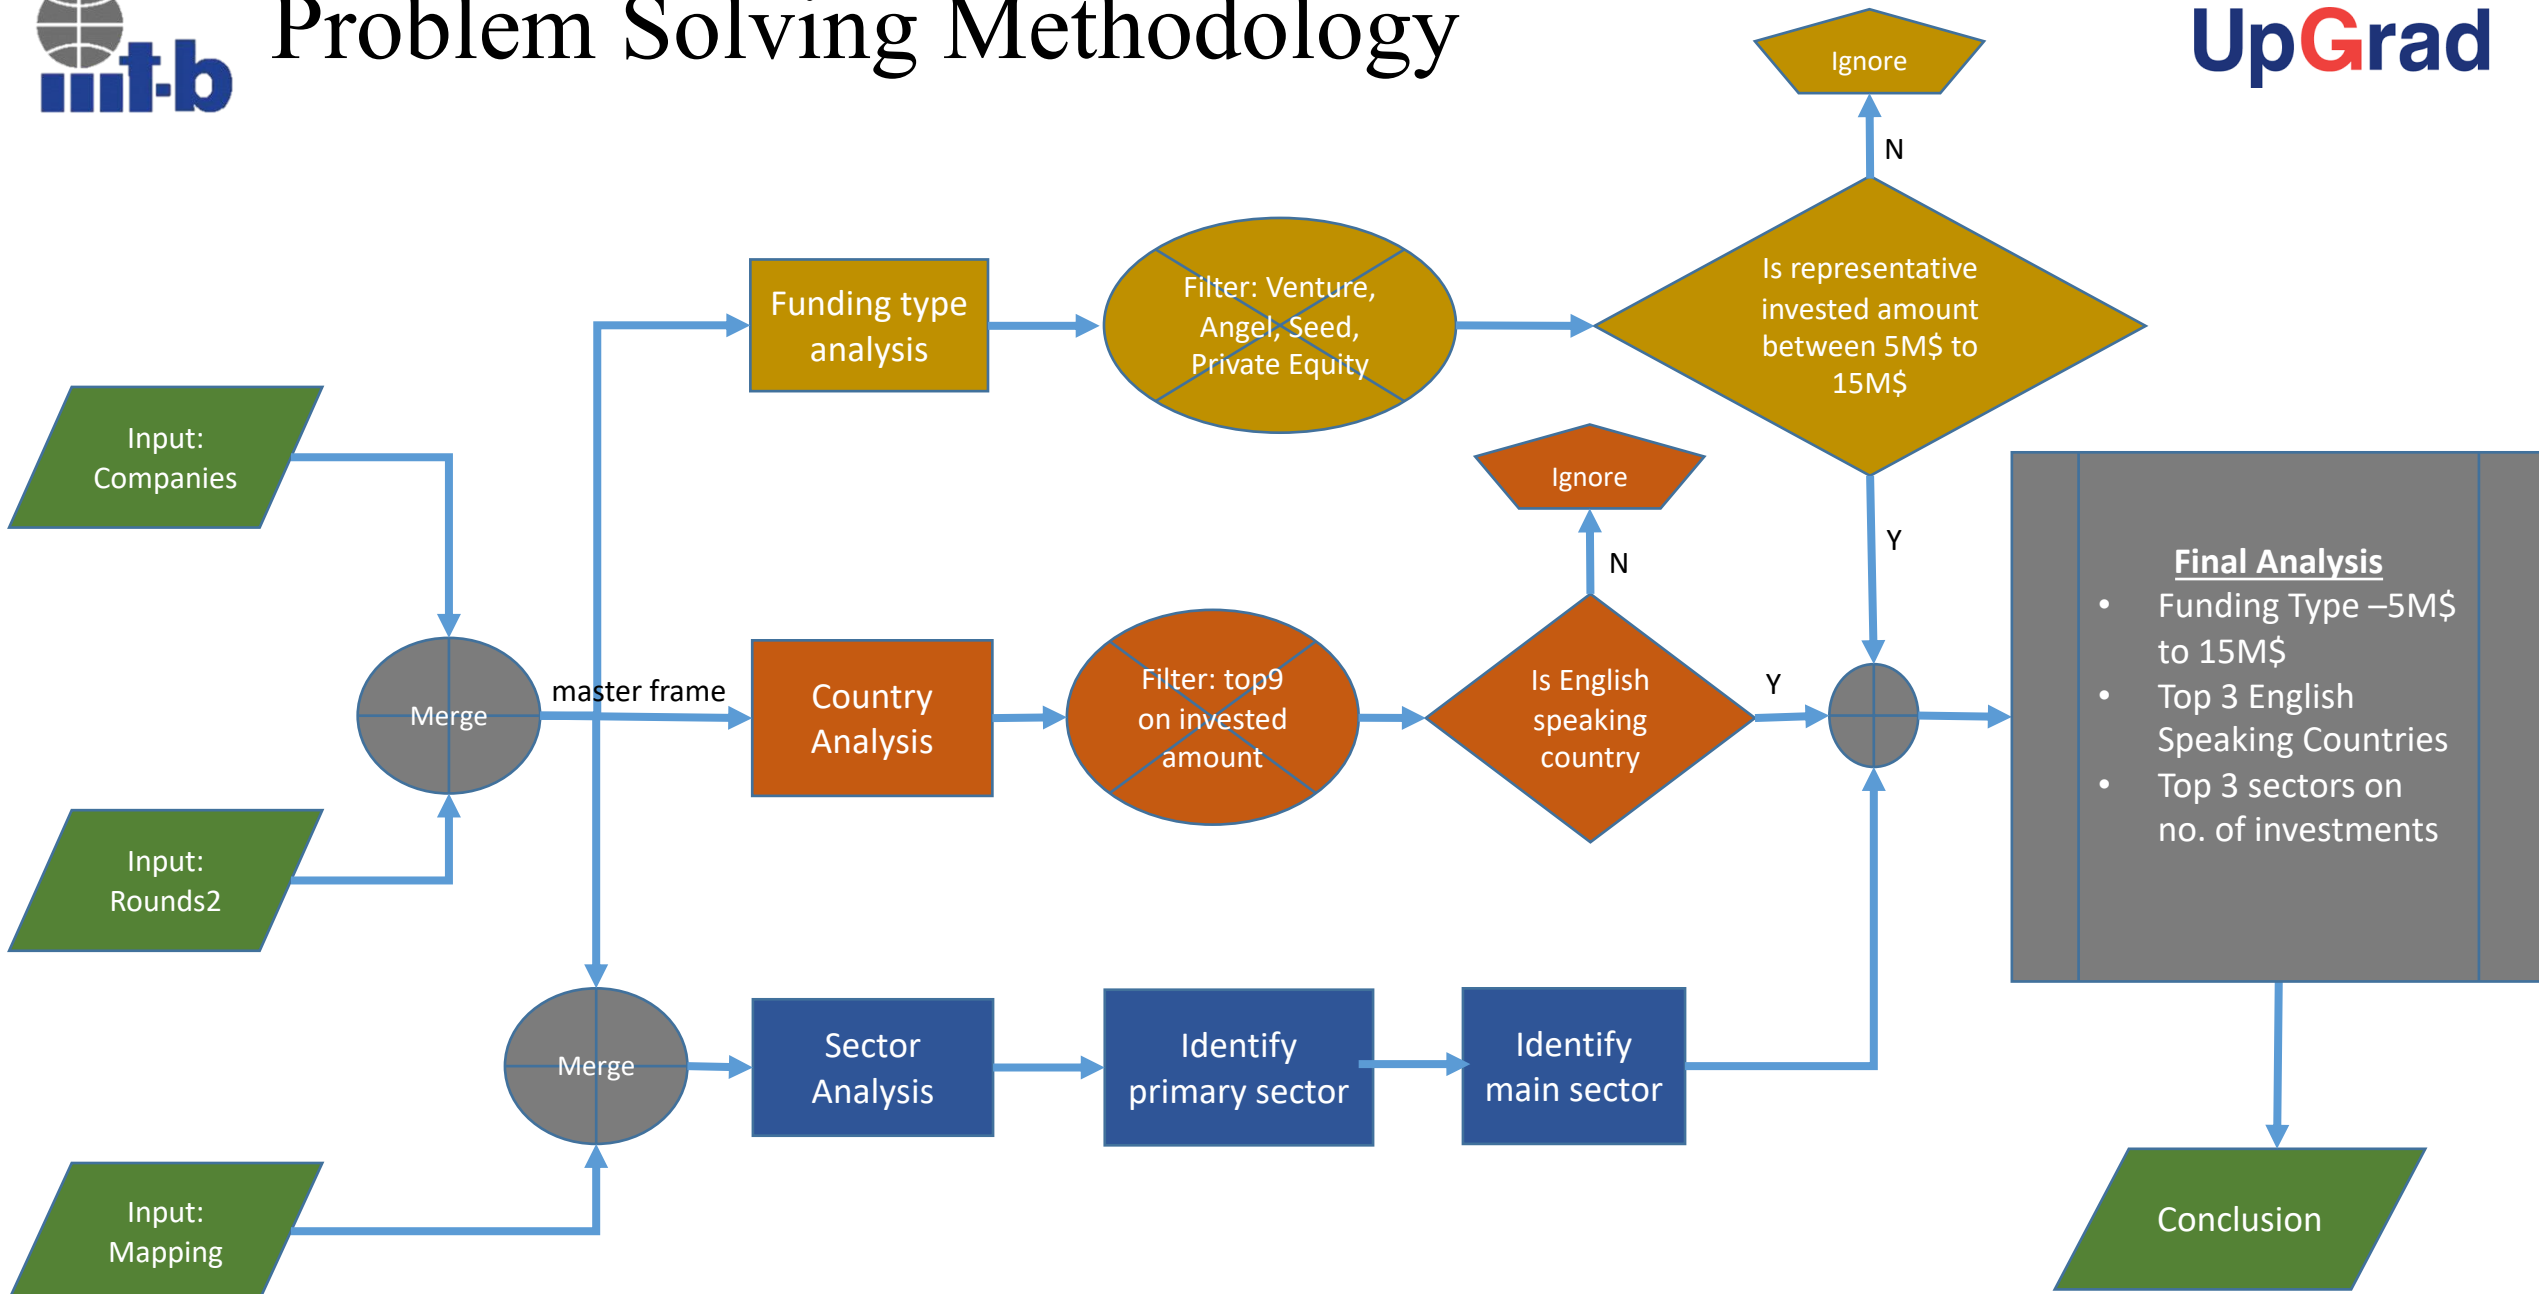 iiit-b
Problem Solving Methodology
UpGrad
Ignore
N
Funding type
analysis
Filter: Venture,
Angel, Seed,
Private Equity
Is representative
invested amount
between 5M$ to
15M$
Y
Input:
Companies
Ignore
N
Merge
master frame
Country
Analysis
Filter: top9
on invested
amount
Is English
speaking
country
Y
Final Analysis
• Funding Type –5M$
to 15M$
• Top 3 English
Speaking Countries
• Top 3 sectors on
no. of investments
Input:
Rounds2
Merge
Sector
Analysis
Identify
primary sector
Identify
main sector
Input:
Mapping
Conclusion